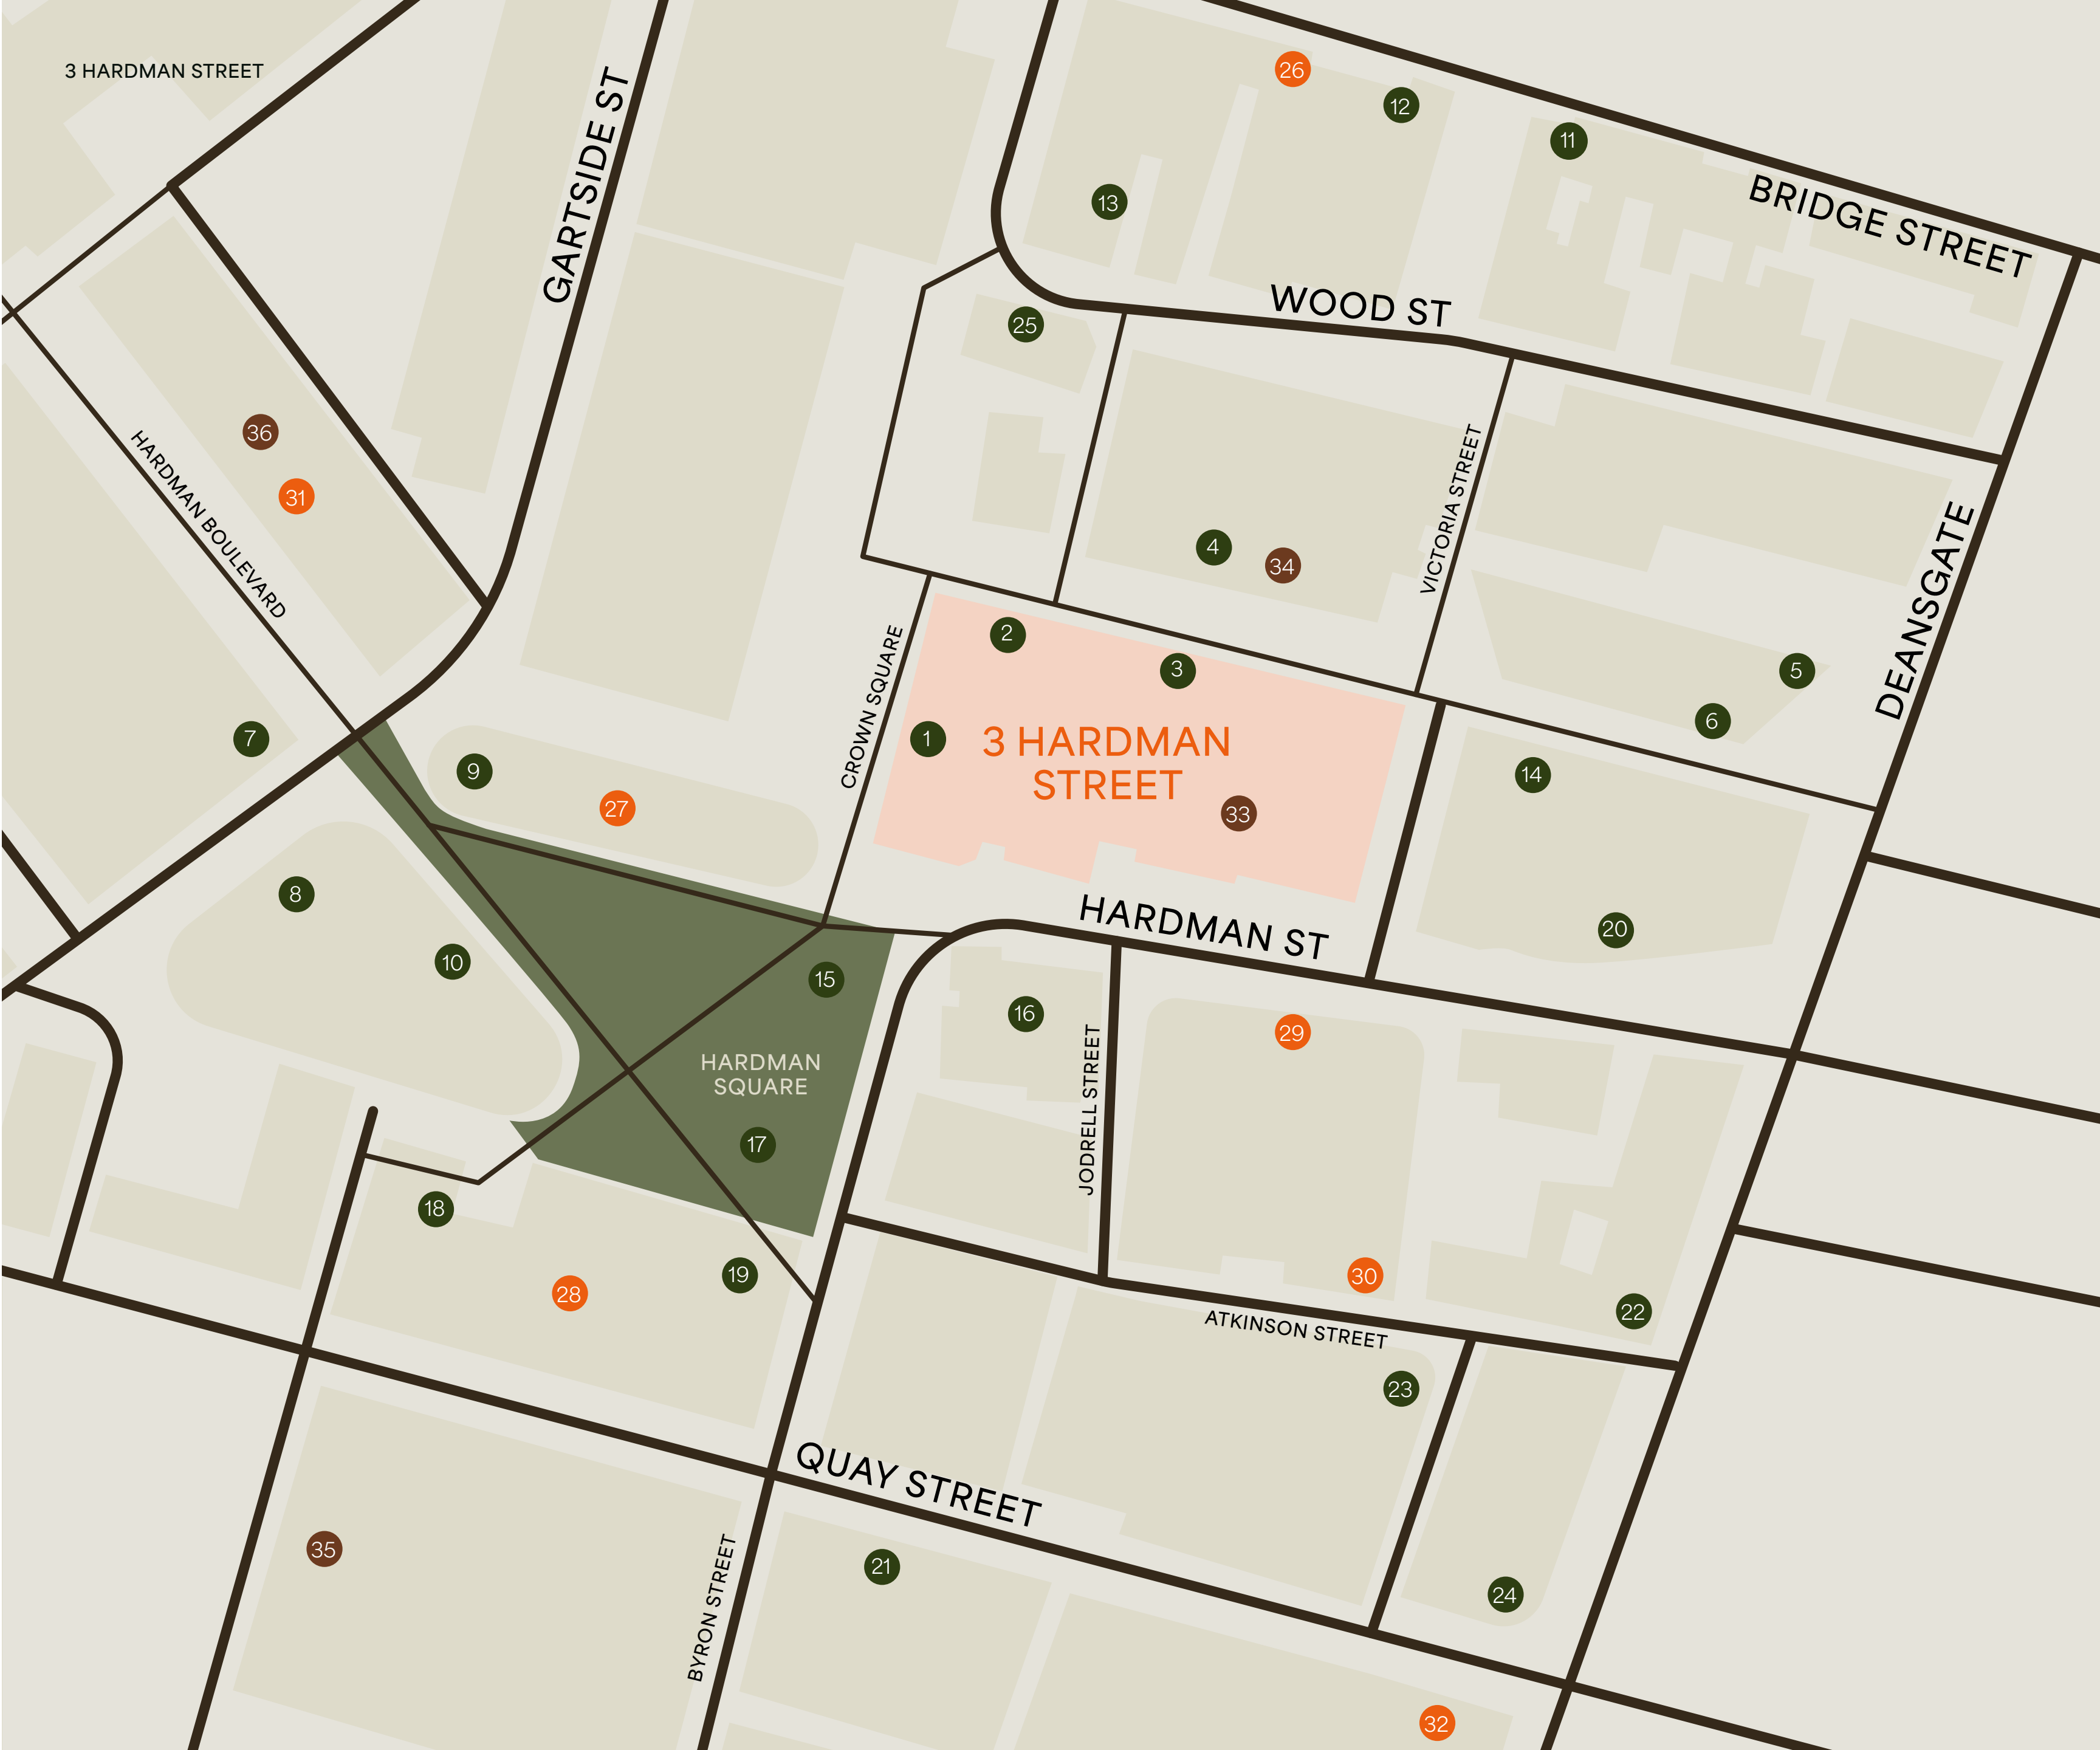 3 HARDMAN STREET
GARTSIDE ST
26
12
11
BRIDGE STREET
13
WOOD ST
25
36
31
HARDMAN BOULEVARD
4
34
VICTORIA STREET
DEANSGATE
2
3
5
6
CROWN SQUARE
1
3 HARDMAN
STREET
33
7
9
27
14
8
10
15
HARDMAN ST
20
16
29
JODRELL STREET
HARDMAN
SQUARE
17
18
19
28
30
22
ATKINSON STREET
23
QUAY STREET
35
BYRON STREET
21
24
32